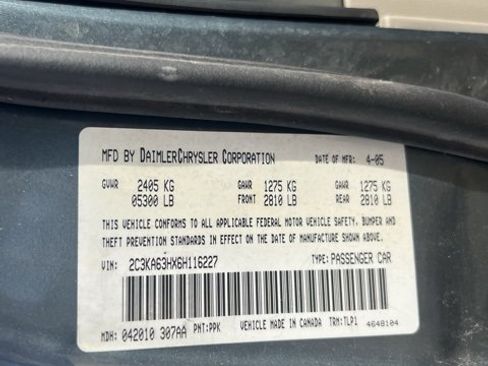 MFD BY DAIMLERCHRYSLER CORPORATION DATE OF MFR: 4-05
GVWR 2405 KG GAWR 1275 KG GAWR 1275 KG
05300 LB FRONT 2810 LB REAR 2810 LB
THIS VEHICLE CONFORMS TO ALL APPLICABLE FEDERAL MOTOR VEHICLE SAFETY, BUMPER AND
THEFT PREVENTION STANDARDS IN EFFECT ON THE DATE OF MANUFACTURE SHOWN ABOVE.
VIN: 2C3KA63HX6H116227 TYPE: PASSENGER CAR
MDH: 042010 307AA PNT: PPK VEHICLE MADE IN CANADA TRM: TLP1 4648104